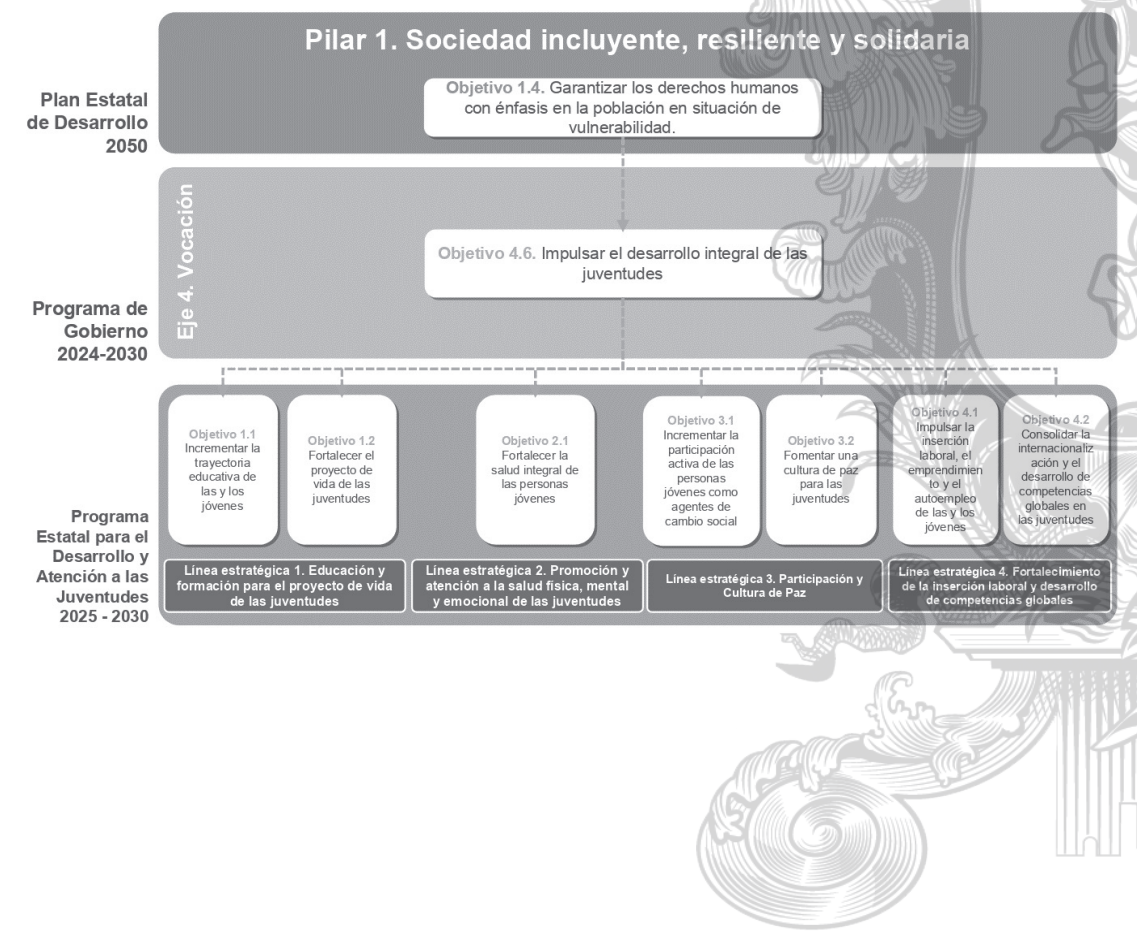 Pilar 1. Sociedad incluyente, resiliente y solidaria
Plan Estatal
de Desarrollo
2050
Objetivo 1.4. Garantizar los derechos humanos
con énfasis en la población en situación de
vulnerabilidad.
Programa de
Gobierno
2024-2030
Eje 4. Vocación
Objetivo 4.6. Impulsar el desarrollo integral de las
juventudes
Programa
Estatal para el
Desarrollo y
Atención a las
Juventudes
2025 - 2030
Objetivo 1.1
Incrementar la
trayectoria
educativa de
las y los
jóvenes
Objetivo 1.2
Fortalecer el
proyecto de
vida de las
juventudes
Objetivo 2.1
Fortalecer la
salud integral de
las personas
jóvenes
Objetivo 3.1
Incrementar la
participación
activa de las
personas
jóvenes como
agentes de
cambio social
Objetivo 3.2
Fomentar una
cultura de paz
para las
juventudes
Objetivo 4.1
Impulsar la
inserción
laboral, el
emprendimien
to y el
autoempleo
de las y los
jóvenes
Objetivo 4.2
Consolidar la
internacionaliz
ación y el
desarrollo de
competencias
globales en
las juventudes
Línea estratégica 1. Educación y
formación para el proyecto de vida
de las juventudes
Línea estratégica 2. Promoción y
atención a la salud física, mental
y emocional de las juventudes
Línea estratégica 3. Participación y
Cultura de Paz
Línea estratégica 4. Fortalecimiento
de la inserción laboral y desarrollo
de competencias globales